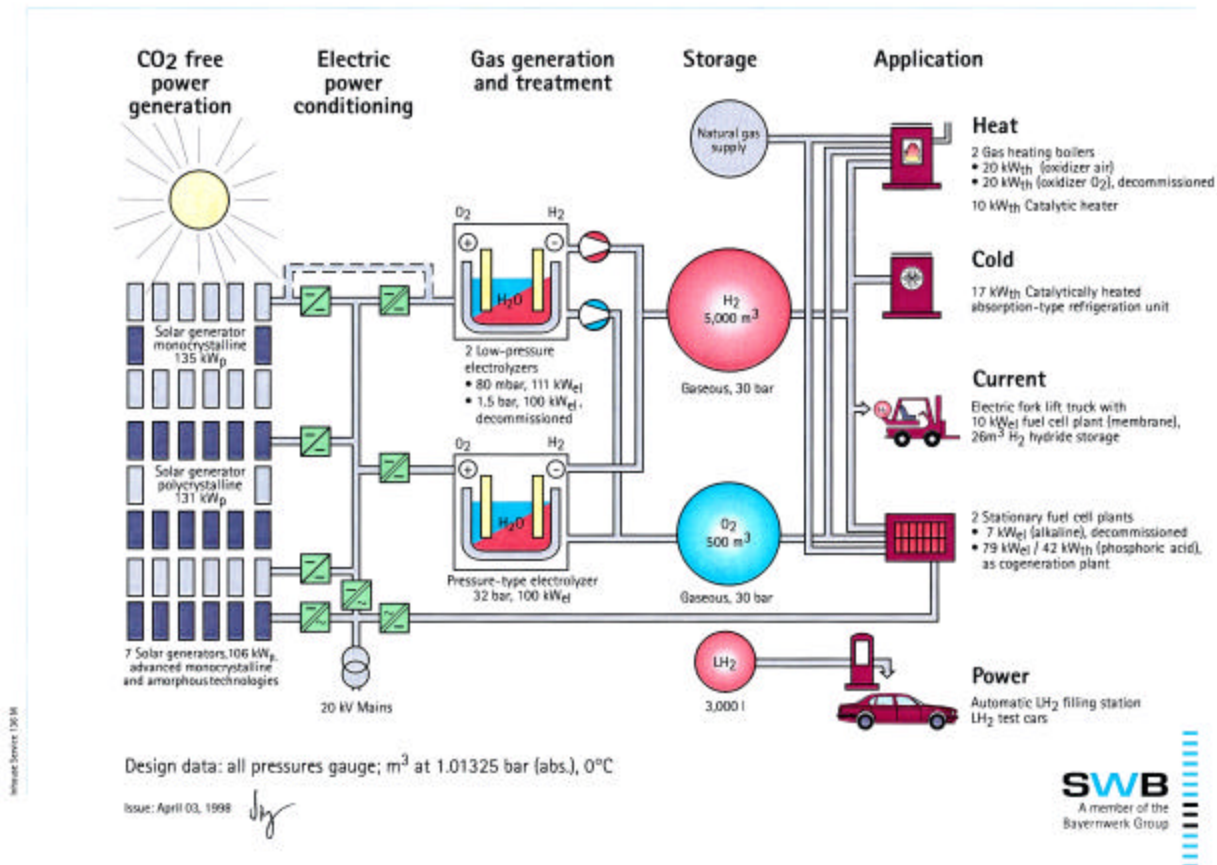 CO2 free
power
generation
Electric
power
conditioning
Gas generation
and treatment
Storage
Application
Natural gas
supply
Heat
2 Gas heating boilers
• 20 kWth (oxidizer air)
• 20 kWth (oxidizer O2), decommissioned
10 kWth Catalytic heater
O2
H2
+
−
H2O
2 Low-pressure
electrolyzers
• 80 mbar, 111 kWel
• 1.5 bar, 100 kWel,
decommissioned
H2
5,000 m3
Gaseous, 30 bar
Cold
17 kWth Catalytically heated
absorption-type refrigeration unit
Solar generator
monocrystalline
135 kWp
Current
Electric fork lift truck with
10 kWel fuel cell plant (membrane),
26m3 H2 hydride storage
Solar generator
polycrystalline
131 kWp
O2
H2
+
−
H2O
Pressure-type electrolyzer
32 bar, 100 kWel
O2
500 m3
Gaseous, 30 bar
2 Stationary fuel cell plants
• 7 kWel (alkaline), decommissioned
• 79 kWel / 42 kWth (phosphoric acid),
as cogeneration plant
7 Solar generators, 106 kWp,
advanced monocrystalline
and amorphous technologies
20 kV Mains
LH2
3,000 l
Power
Automatic LH2 filling station
LH2 test cars
Design data: all pressures gauge; m3 at 1.01325 bar (abs.), 0°C
Issue: April 03, 1998
SWB
A member of the
Bayernwerk Group